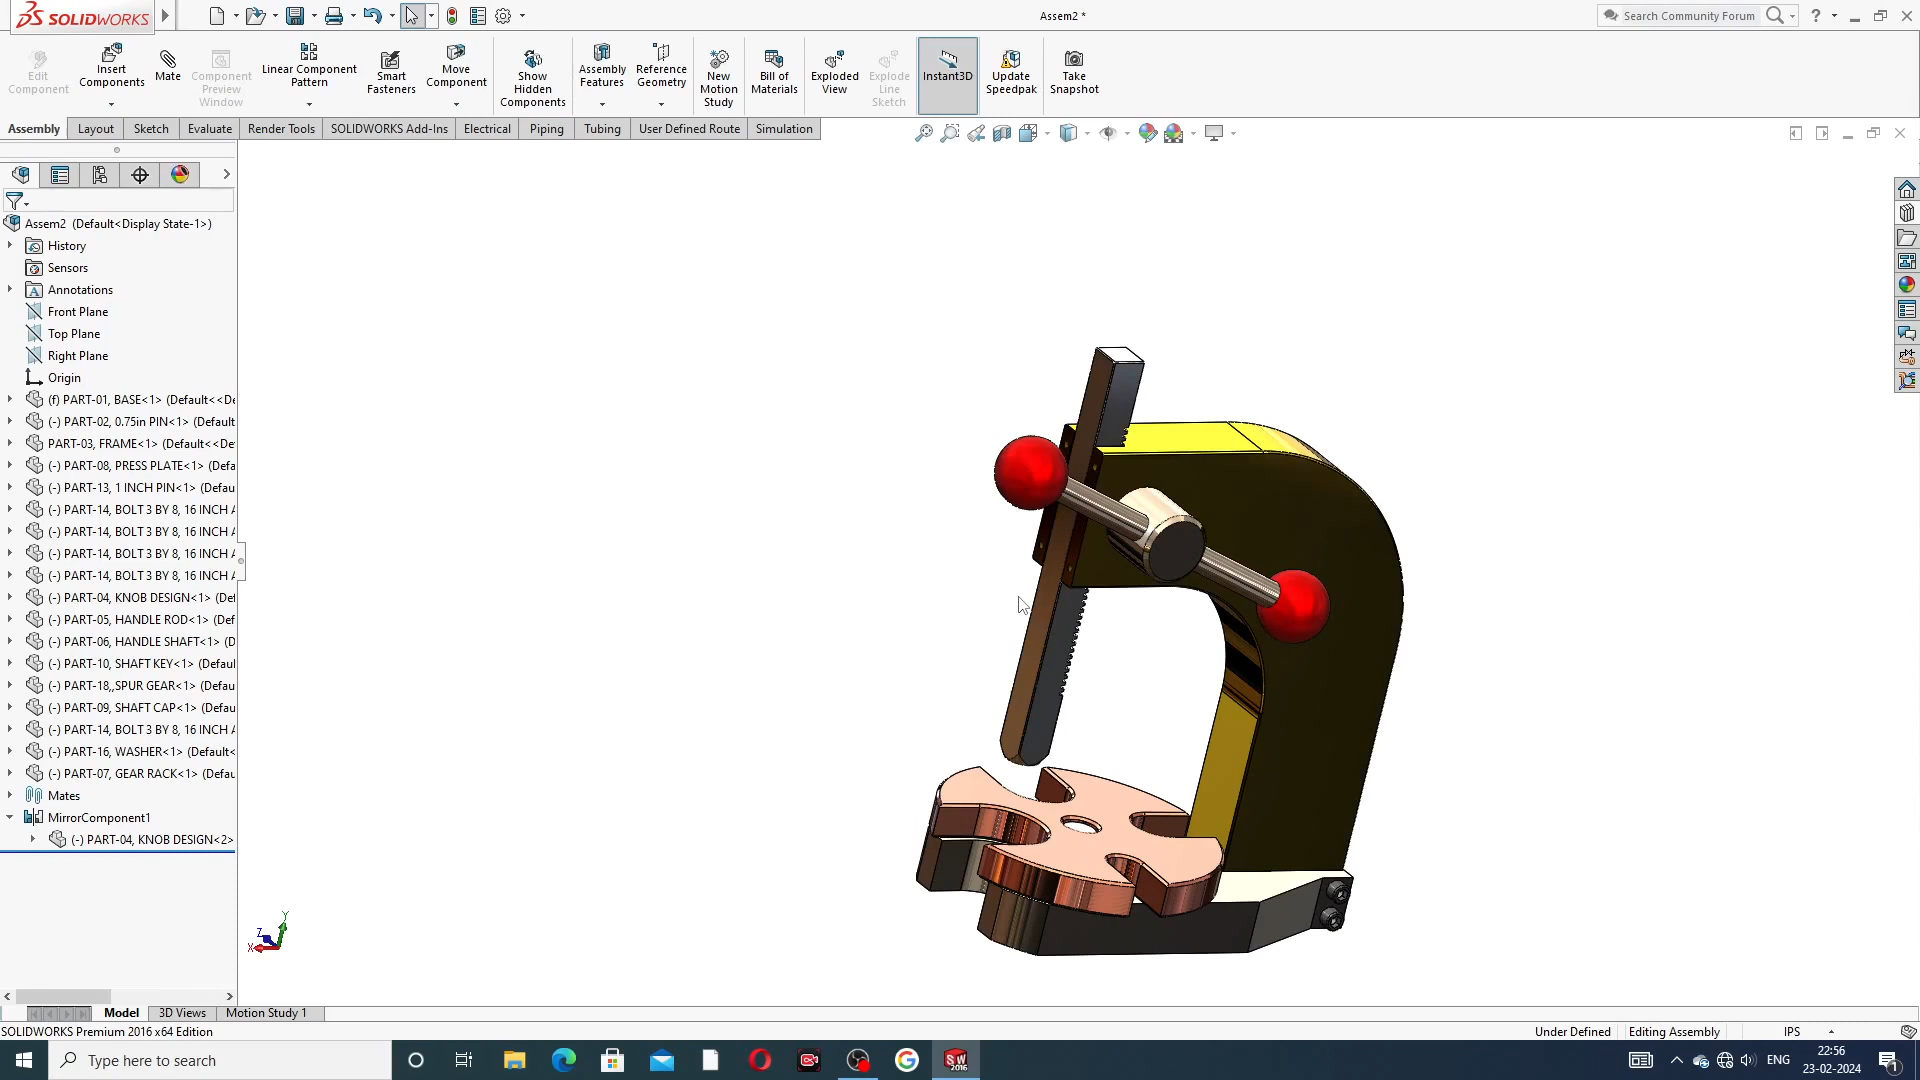 SOLIDWORKS
Assem2 *
Search Community Forum
Edit Component
Insert Components
Mate
Component Preview Window
Linear Component Pattern
Smart Fasteners
Move Component
Show Hidden Components
Assembly Features
Reference Geometry
New Motion Study
Bill of Materials
Exploded View
Explode Line Sketch
Instant3D
Update Speedpak
Take Snapshot
Assembly
Layout
Sketch
Evaluate
Render Tools
SOLIDWORKS Add-Ins
Electrical
Piping
Tubing
User Defined Route
Simulation
Assem2 (Default<Display State-1>)
History
Sensors
Annotations
Front Plane
Top Plane
Right Plane
Origin
(f) PART-01, BASE<1> (Default<<De
(-) PART-02, 0.75in PIN<1> (Default
PART-03, FRAME<1> (Default<<De
(-) PART-08, PRESS PLATE<1> (Defa
(-) PART-13, 1 INCH PIN<1> (Defau
(-) PART-14, BOLT 3 BY 8, 16 INCH A
(-) PART-14, BOLT 3 BY 8, 16 INCH A
(-) PART-14, BOLT 3 BY 8, 16 INCH A
(-) PART-14, BOLT 3 BY 8, 16 INCH A
(-) PART-04, KNOB DESIGN<1> (Def
(-) PART-05, HANDLE ROD<1> (Def
(-) PART-06, HANDLE SHAFT<1> (D
(-) PART-10, SHAFT KEY<1> (Defaul
(-) PART-18,,SPUR GEAR<1> (Defau
(-) PART-09, SHAFT CAP<1> (Defaul
(-) PART-14, BOLT 3 BY 8, 16 INCH A
(-) PART-16, WASHER<1> (Default<
(-) PART-07, GEAR RACK<1> (Defau
Mates
MirrorComponent1
(-) PART-04, KNOB DESIGN<2>
Y
Z
X
Model
3D Views
Motion Study 1
SOLIDWORKS Premium 2016 x64 Edition
Under Defined
Editing Assembly
IPS
Type here to search
SW 2016
ENG
22:56
23-02-2024
1